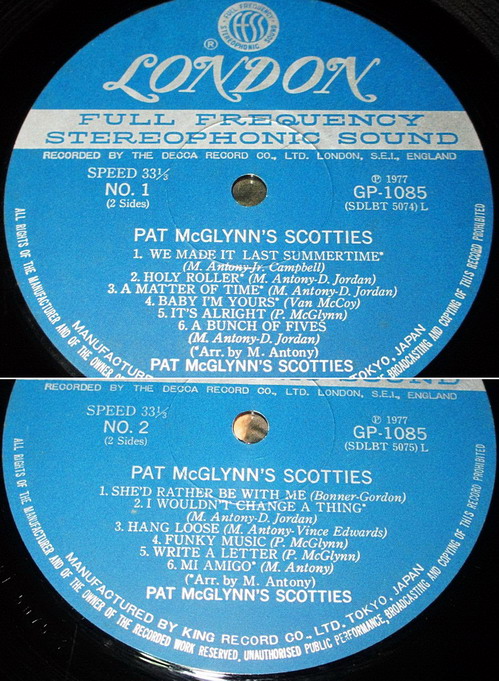 FULL FREQUENCY
STEREOPHONIC SOUND
ffss
®
LONDON
FULL FREQUENCY
STEREOPHONIC SOUND
RECORDED BY THE DECCA RECORD CO., LTD. LONDON, S.E.I., ENGLAND
SPEED 33⅓
NO. 1
(2 Sides)
℗ 1977
GP-1085
(SDLBT 5074) L
PAT McGLYNN'S SCOTTIES
1. WE MADE IT LAST SUMMERTIME*
(M. Antony-Jr. Campbell)
2. HOLY ROLLER* (M. Antony-D. Jordan)
3. A MATTER OF TIME* (M. Antony-D. Jordan)
4. BABY I'M YOURS* (Van McCoy)
5. IT'S ALRIGHT (P. McGlynn)
6. A BUNCH OF FIVES
(M. Antony-D. Jordan)
(*Arr. by M. Antony)
PAT McGLYNN'S SCOTTIES
ALL RIGHTS OF THE MANUFACTURER AND OF THE OWNER
MANUFACTURE
TOKYO, JAPAN
BROADCASTING AND COPYING OF THIS RECORD PROHIBITED
RECORDED BY THE DECCA RECORD CO., LTD. LONDON, S.E.I., ENGLAND
SPEED 33⅓
NO. 2
(2 Sides)
℗ 1977
GP-1085
(SDLBT 5075) L
PAT McGLYNN'S SCOTTIES
1. SHE'D RATHER BE WITH ME (Bonner-Gordon)
2. I WOULDN'T CHANGE A THING*
(M. Antony-D. Jordan)
3. HANG LOOSE (M. Antony-Vince Edwards)
4. FUNKY MUSIC (P. McGlynn)
5. WRITE A LETTER (P. McGlynn)
6. MI AMIGO* (M. Antony)
(*Arr. by M. Antony)
PAT McGLYNN'S SCOTTIES
MANUFACTURED BY KING RECORD CO., LTD. TOKYO, JAPAN
ALL RIGHTS OF THE MANUFACTURER AND OF THE OWNER OF THE RECORDED WORK RESERVED, UNAUTHORISED PUBLIC PERFORMANCE, BROADCASTING AND COPYING OF THIS RECORD PROHIBITED